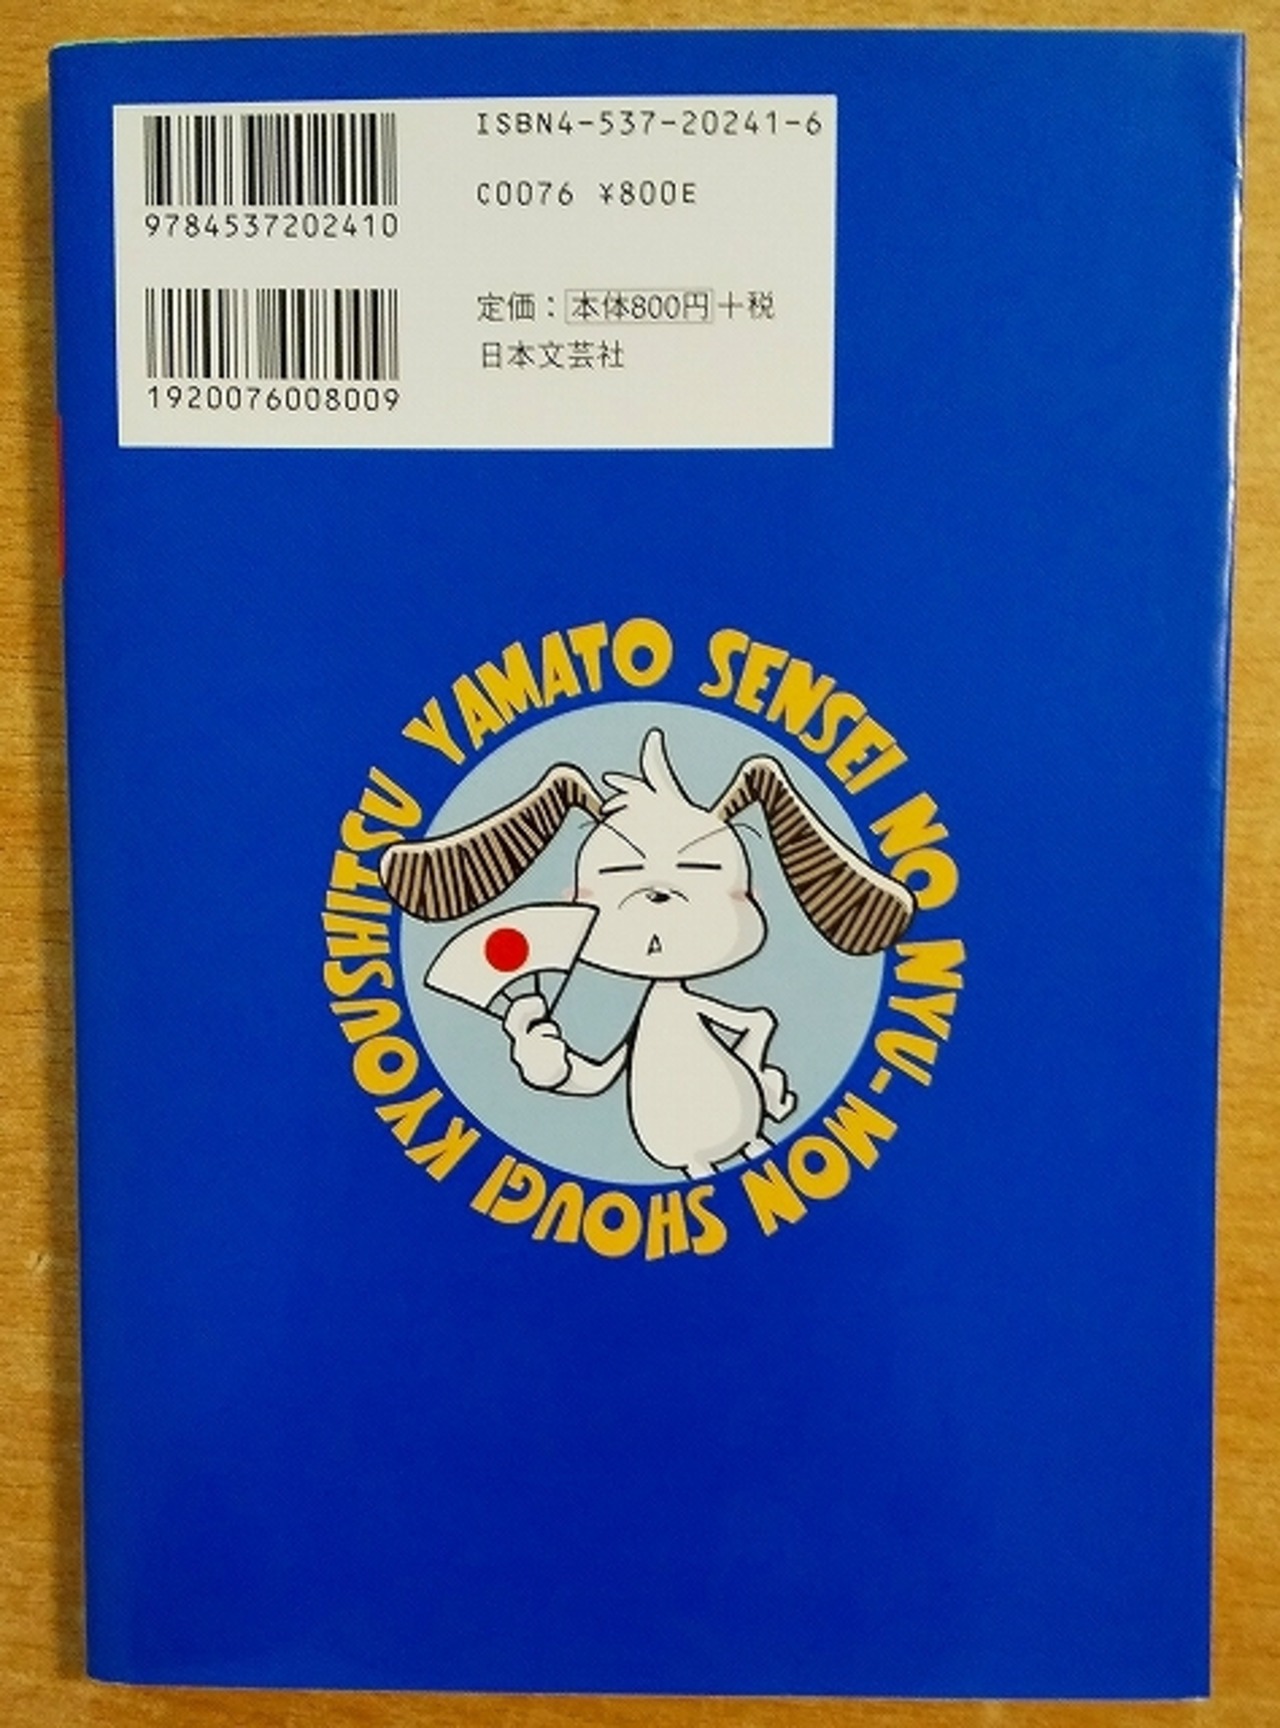 ISBN4-537-20241-6
C0076 ¥800E
9784537202410
定価：本体800円＋税
日本文芸社
1920076008009
YAMATO SENSEI NO NYU-MON SHOUGI KYOUSHITSU